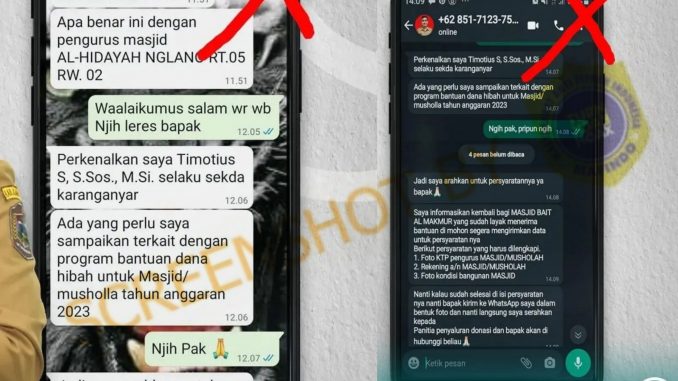 11.51
Apa benar ini dengan
pengurus masjid
AL-HIDAYAH NGLANO RT.05
RW. 02
11.51
Waalaikumus salam wr wb
Njih leres bapak
12.05
Perkenalkan saya Timotius
S, S.Sos., M.Si. selaku sekda
karanganyar
12.06
Ada yang perlu saya
sampaikan terkait dengan
program bantuan dana
hibah untuk Masjid/
musholla tahun anggaran
2023
12.06
Njih Pak 🙏
12.07
14.09
+62 851-7123-75...
online
Perkenalkan saya Timotius S, S.Sos., M.Si.
selaku sekda karanganyar
14.07
Ada yang perlu saya sampaikan terkait dengan
program bantuan dana hibah untuk Masjid/
musholla tahun anggaran 2023
14.07
Ngih pak, pripun ngih
14.08
4 pesan belum dibaca
Jadi saya arahkan untuk persyaratannya ya
bapak🙏
14.08
Saya informasikan kembali bagi MASJID BAIT
AL MAKMUR yang sudah layak menerima
bantuan di mohon segera mengirimkan data
untuk persyaratan nya
Berikut persyaratan yang harus dilengkapi.
1. Foto KTP pengurus MASJID/MUSHOLAH
2. Rekening a/n MASJID/MUSHOLAH
3. Foto kondisi bangunan MASJID
14.09
Nanti kalau sudah selesai di isi persyaratan
nya nanti bapak kirim ke WhatsApp saya dalam
bentuk foto dan nanti langsung saya serahkan
kepada
Panitia penyaluran donasi dan bapak akan di
hubungi beliau🙏
14.09
Ketik pesan
SCREENSHOT